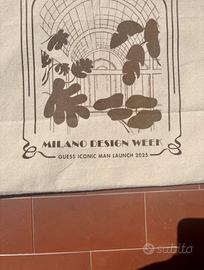 MILANO DESIGN WEEK
GUESS ICONIC MAN LAUNCH 2025
subito